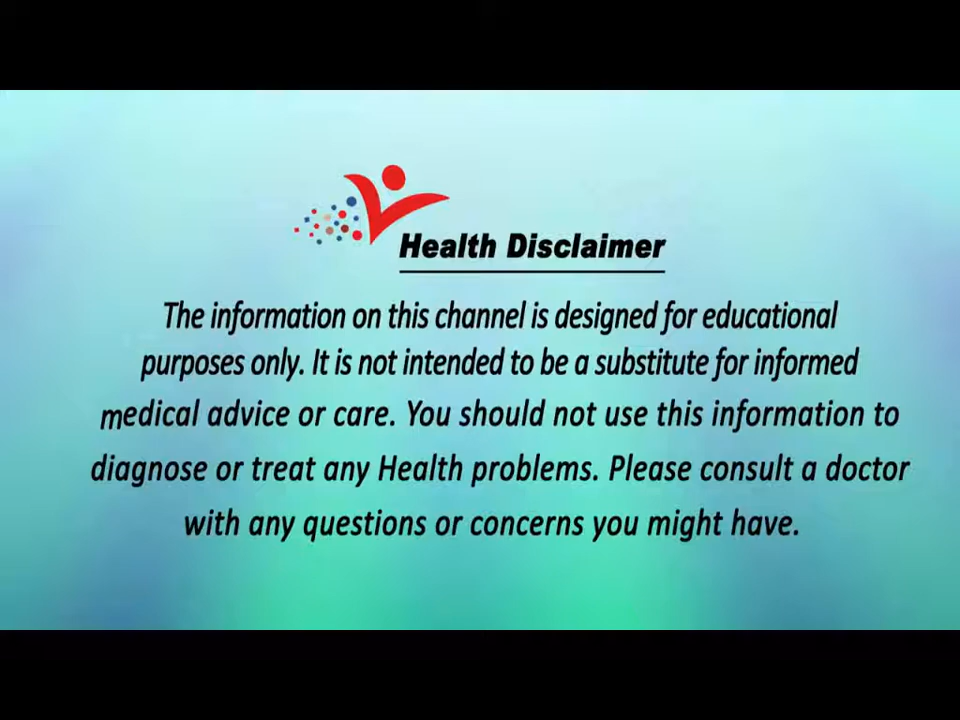 Health Disclaimer
The information on this channel is designed for educational
purposes only. It is not intended to be a substitute for informed
medical advice or care. You should not use this information to
diagnose or treat any Health problems. Please consult a doctor
with any questions or concerns you might have.